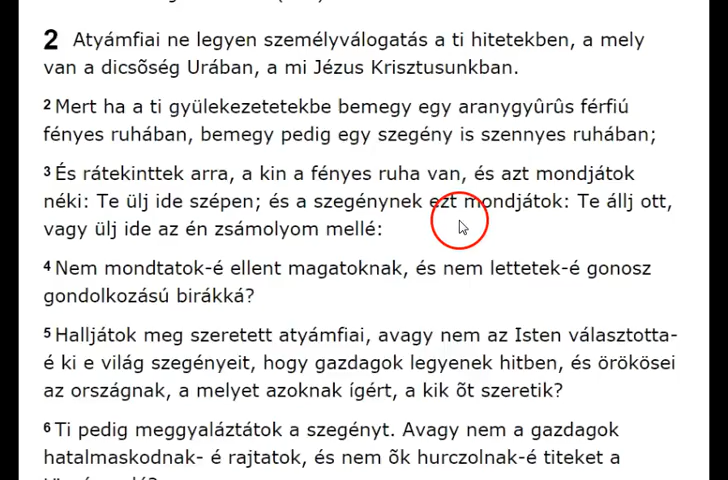 2 Atyámfiai ne legyen személyválogatás a ti hitetekben, a mely
van a dicsõség Urában, a mi Jézus Krisztusunkban.
2 Mert ha a ti gyülekezetetekbe bemegy egy aranygyûrûs férfiú
fényes ruhában, bemegy pedig egy szegény is szennyes ruhában;
3 És rátekinttek arra, a kin a fényes ruha van, és azt mondjátok
néki: Te ülj ide szépen; és a szegénynek ezt mondjátok: Te állj ott,
vagy ülj ide az én zsámolyom mellé:
4 Nem mondtatok-é ellent magatoknak, és nem lettetek-é gonosz
gondolkozású birákká?
5 Halljátok meg szeretett atyámfiai, avagy nem az Isten választotta-
é ki e világ szegényeit, hogy gazdagok legyenek hitben, és örökösei
az országnak, a melyet azoknak ígért, a kik õt szeretik?
6 Ti pedig meggyaláztátok a szegényt. Avagy nem a gazdagok
hatalmaskodnak- é rajtatok, és nem õk hurczolnak-é titeket a